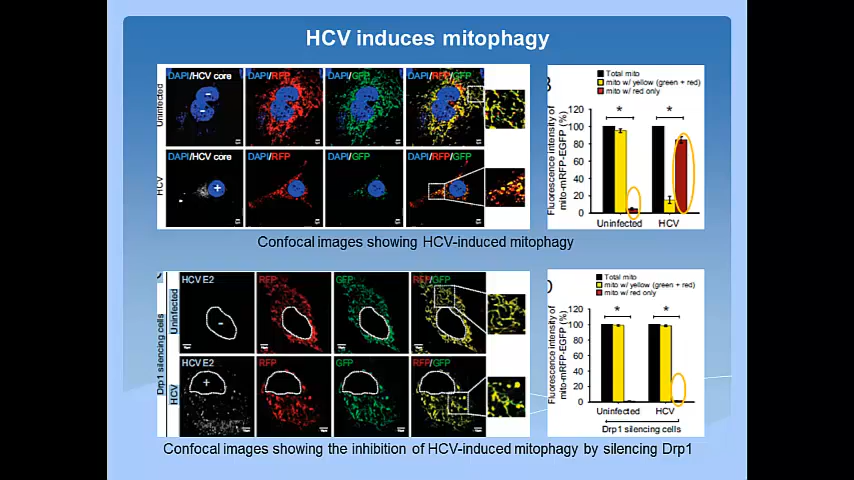 HCV induces mitophagy
DAPI/HCV core
DAPI/RFP
DAPI/GFP
DAPI/RFP/GFP
Uninfected
DAPI/HCV core
DAPI/RFP
DAPI/GFP
DAPI/RFP/GFP
HCV
+
Total mito
mito w/ yellow (green + red)
mito w/ red only
Fluorescence intensity of
mito-mRFP-EGFP (%)
120
100
80
60
40
20
0
*
*
Uninfected
HCV
Confocal images showing HCV-induced mitophagy
Drp1 silencing cells
Uninfected
HCV E2
RFP
GFP
RFP/GFP
-
HCV
HCV E2
RFP
GFP
RFP/GFP
+
Total mito
mito w/ yellow (green + red)
mito w/ red only
Fluorescence intensity of
mito-mRFP-EGFP (%)
120
100
80
60
40
20
0
*
*
Uninfected
HCV
Drp1 silencing cells
Confocal images showing the inhibition of HCV-induced mitophagy by silencing Drp1